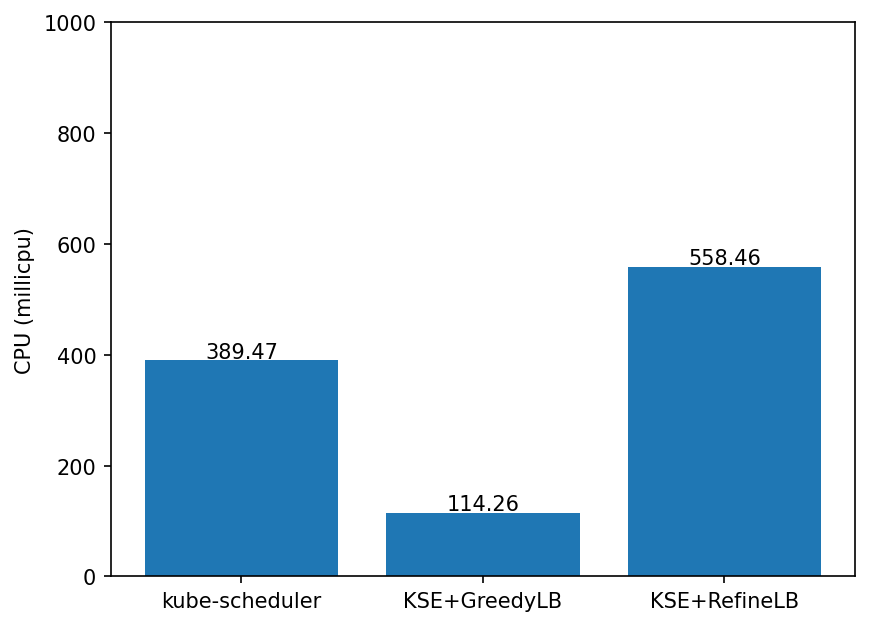 1000
800
600
400
200
0
CPU (millicpu)
389.47
114.26
558.46
kube-scheduler
KSE+GreedyLB
KSE+RefineLB